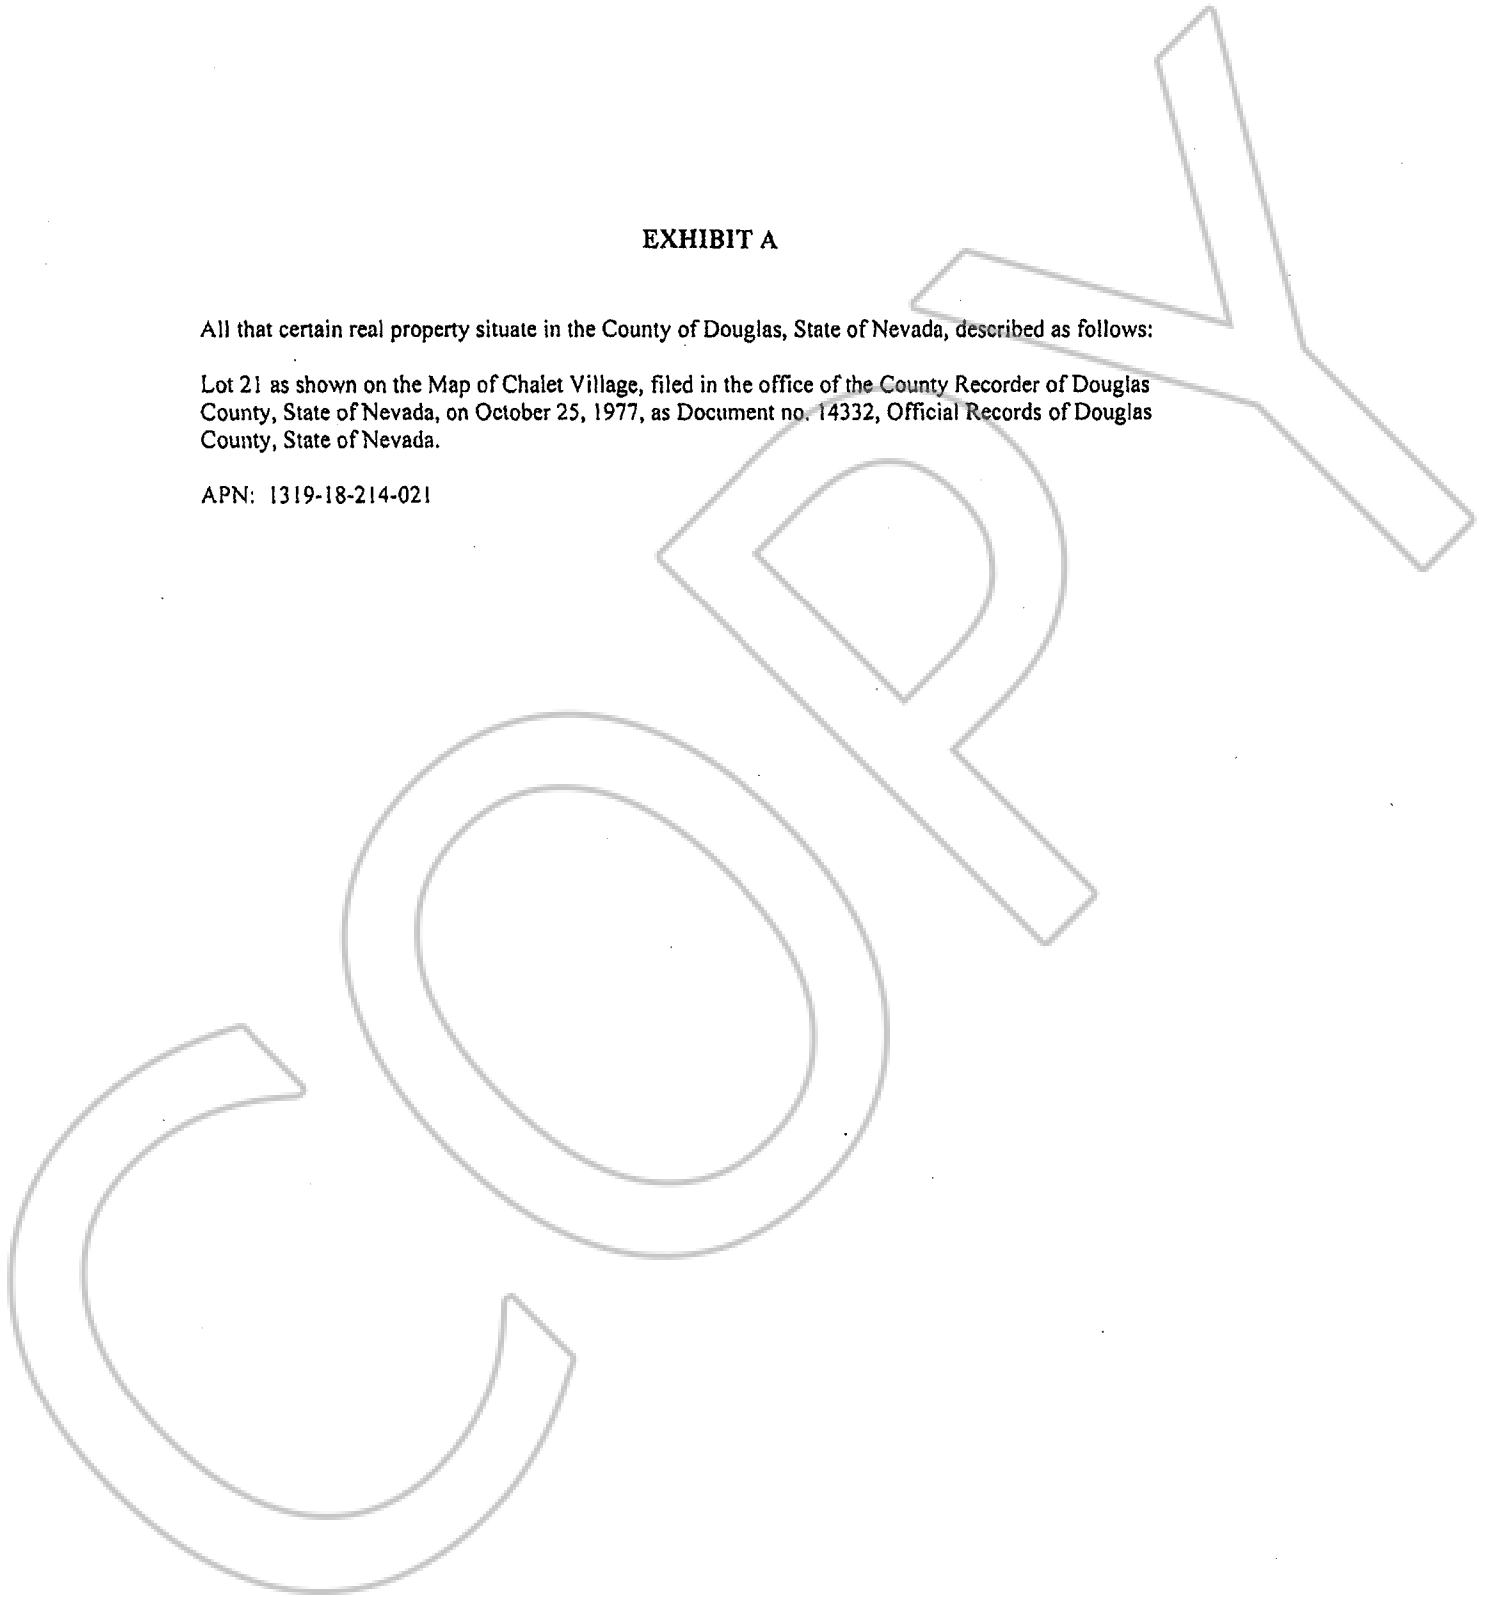 EXHIBIT A
All that certain real property situate in the County of Douglas, State of Nevada, described as follows:
Lot 21 as shown on the Map of Chalet Village, filed in the office of the County Recorder of Douglas
County, State of Nevada, on October 25, 1977, as Document no. 14332, Official Records of Douglas
County, State of Nevada.
APN: 1319-18-214-021
COPY